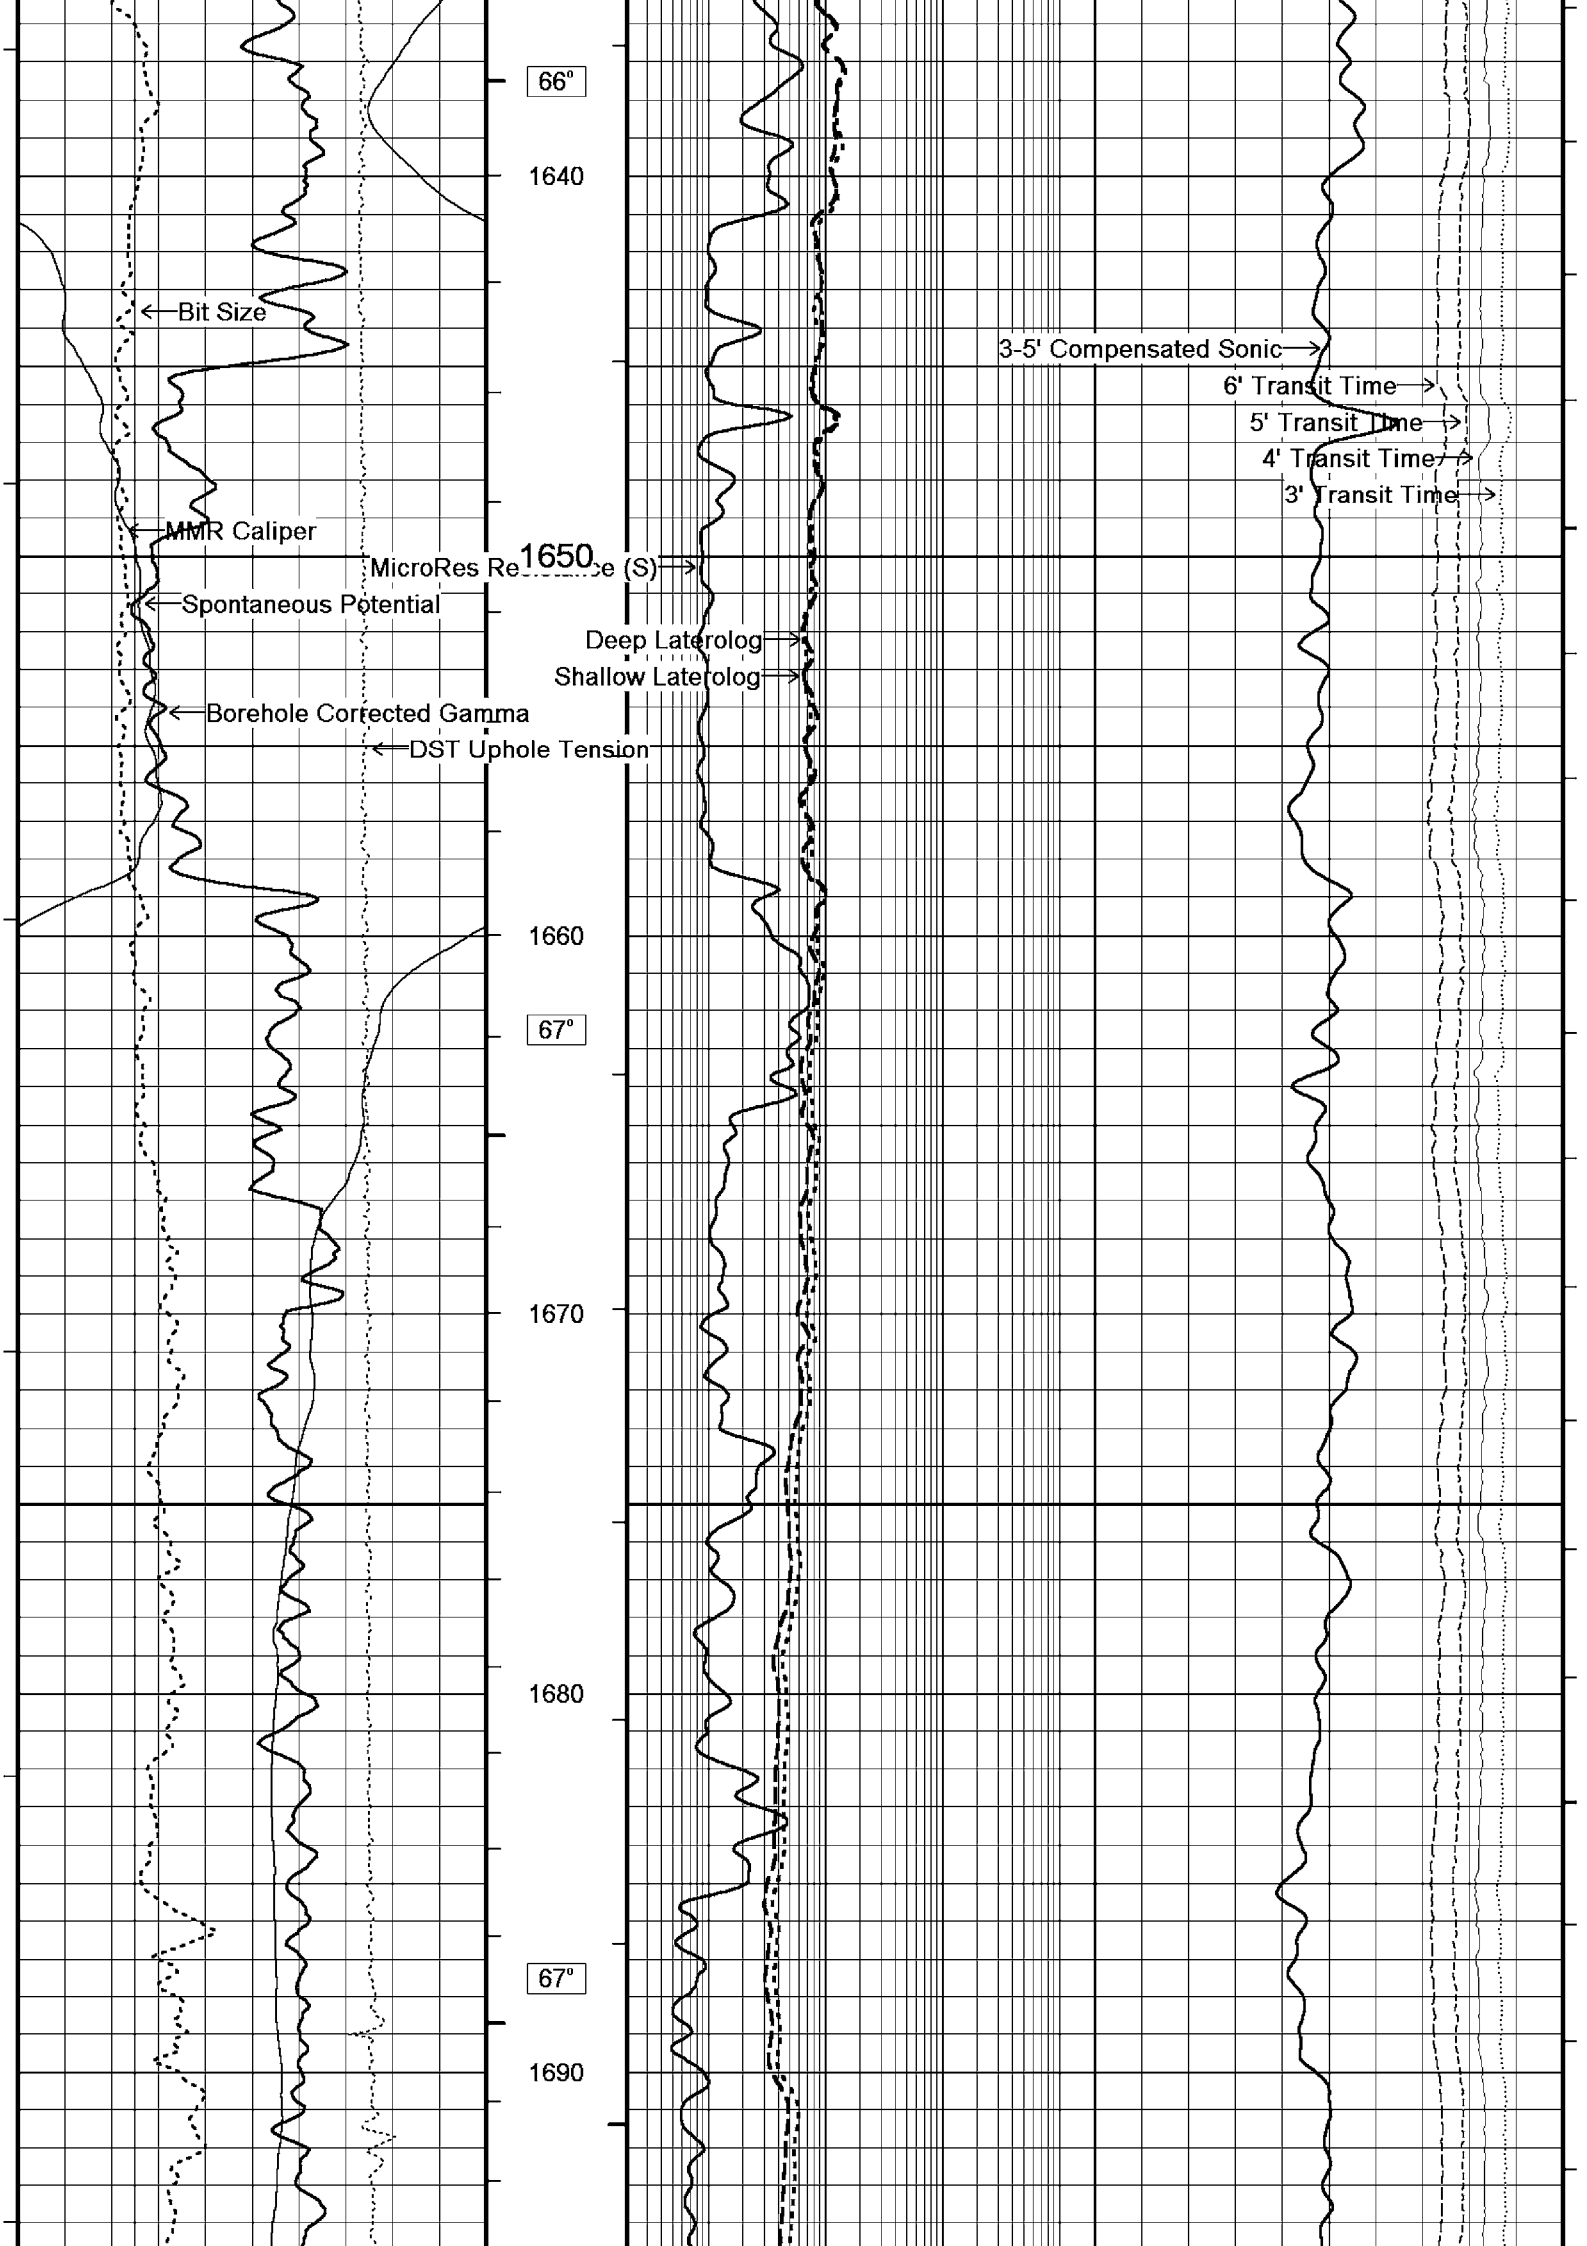 66°
1640
Bit Size
3-5' Compensated Sonic
6' Transit Time
5' Transit Time
4' Transit Time
3' Transit Time
MMR Caliper
1650
MicroRes Resistance (S)
Spontaneous Potential
Deep Laterolog
Shallow Laterolog
Borehole Corrected Gamma
DST Uphole Tension
1660
67°
1670
1680
67°
1690